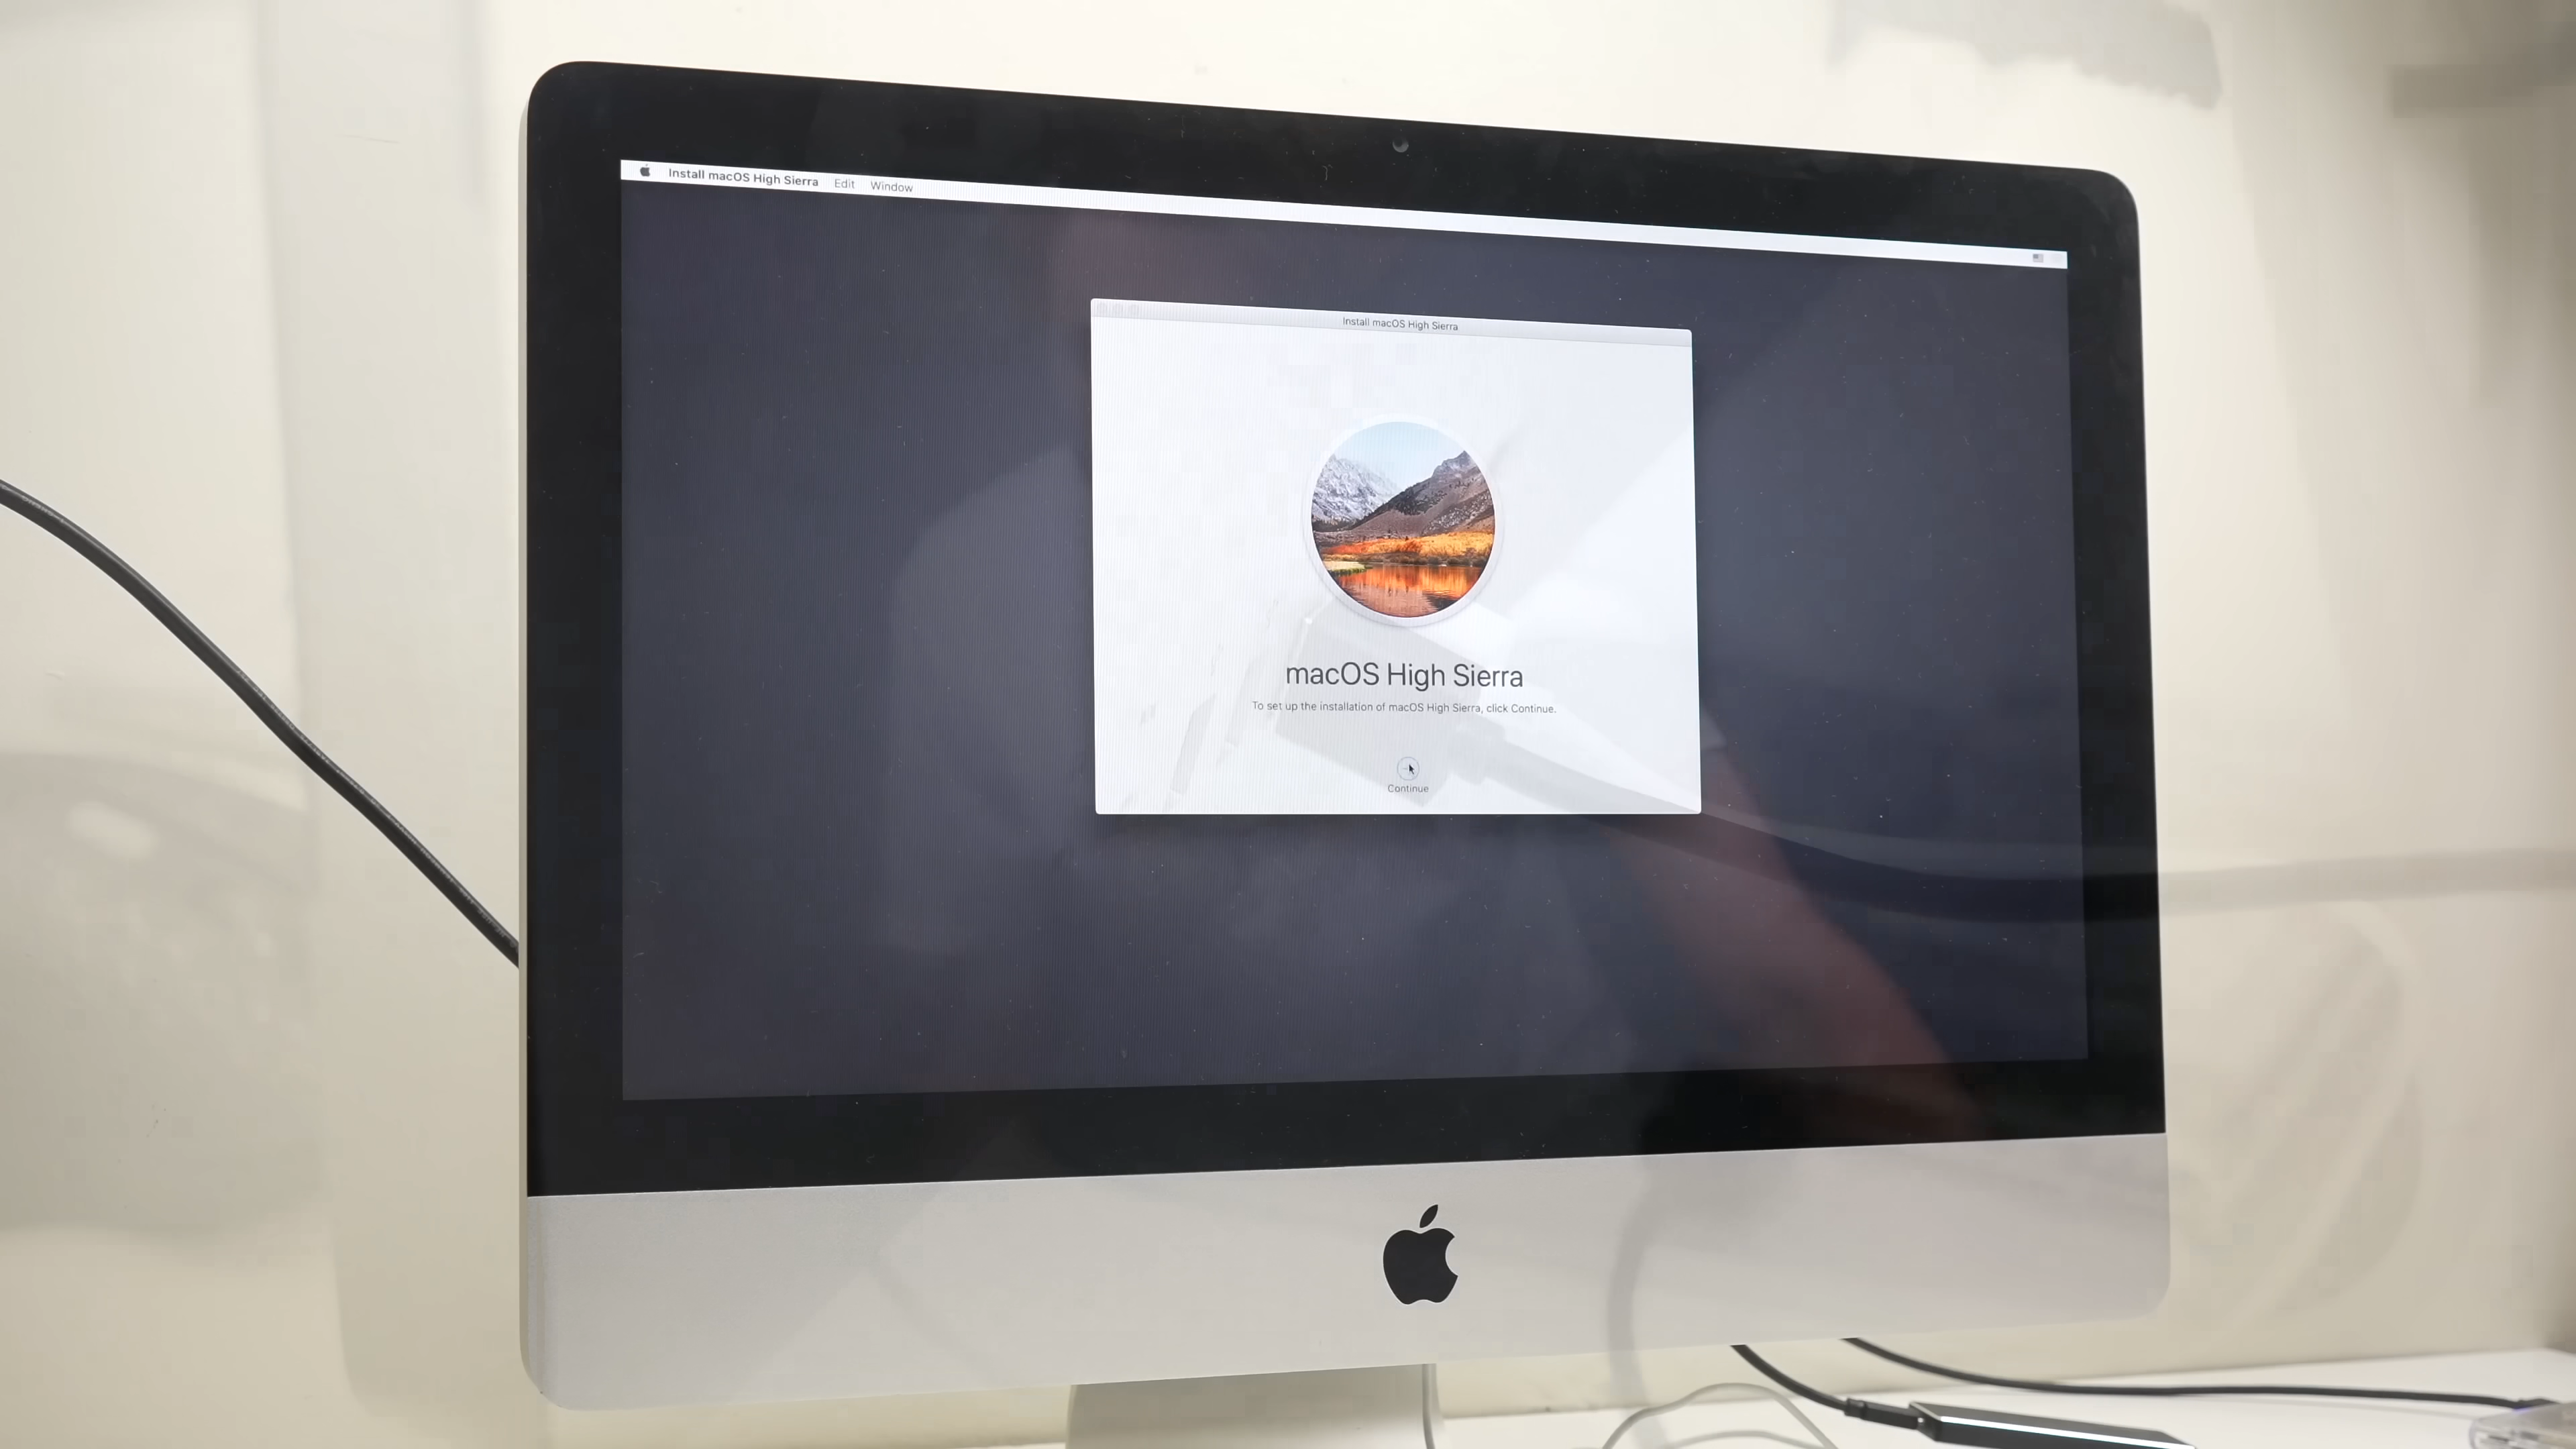 Install macOS High Sierra Edit Window
Install macOS High Sierra
macOS High Sierra
To set up the installation of macOS High Sierra, click Continue.
Continue